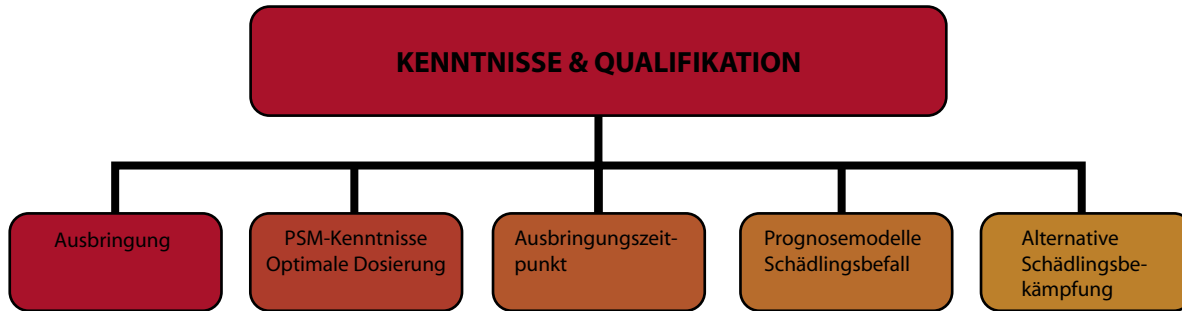 KENNTNISSE & QUALIFIKATION
Ausbringung
PSM-Kenntnisse
Optimale Dosierung
Ausbringungszeit-
punkt
Prognosemodelle
Schädlingsbefall
Alternative
Schädlingsbe-
kämpfung